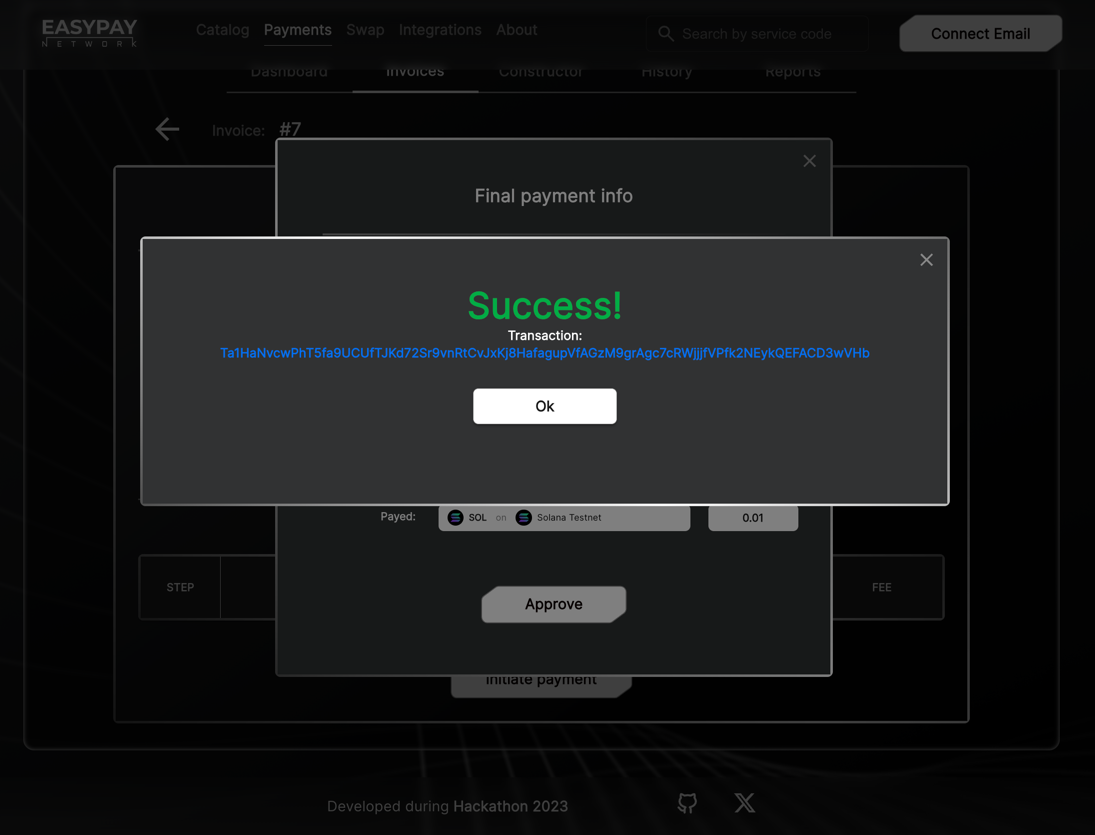 EASYPAY
NETWORK
Catalog Payments Swap Integrations About
Search by service code
Connect Email
Dashboard Invoices Constructor History Reports
Invoice: #7
Final payment info
Success!
Transaction:
Ta1HaNvcwPhT5fa9UCUfTJKd72Sr9vnRtCvJxKj8HafagupVfAGzM9grAgc7cRWjjjfVPfk2NEykQEFACD3wVHb
Ok
Payed: SOL on Solana Testnet 0.01
STEP FEE
Approve
Initiate payment
Developed during Hackathon 2023